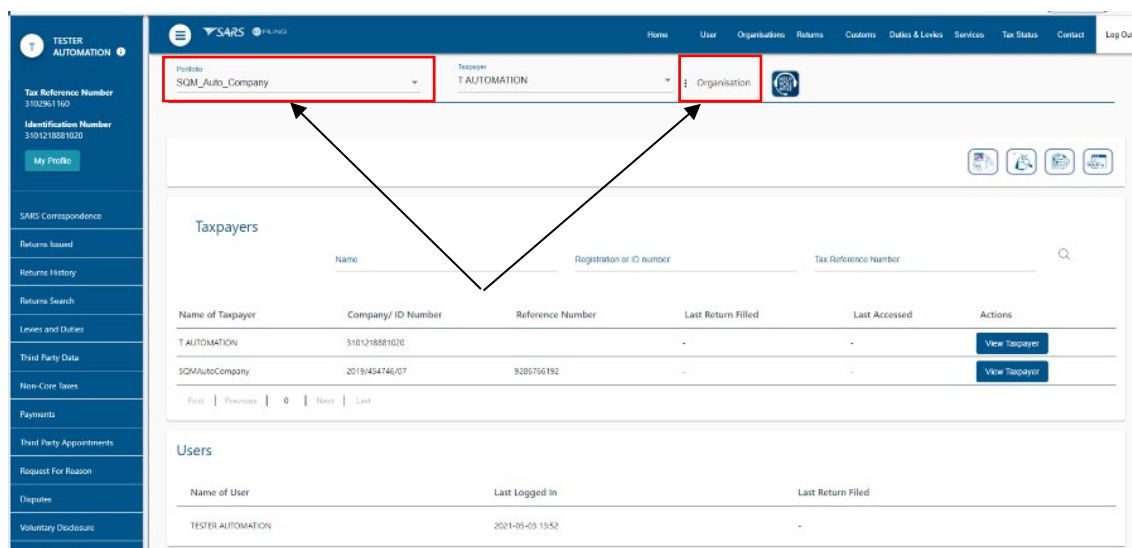 T
TESTER
AUTOMATION
Tax Reference Number
3102961160
Identification Number
3101218881020
My Profile
SARS Correspondence
Returns Issued
Returns History
Returns Search
Levies and Duties
Third Party Data
Non-Core Taxes
Payments
Third Party Appointments
Request For Reason
Disputes
Voluntary Disclosure
SARS eFILING
Home User Organisations Returns Customs Duties & Levies Services Tax Status Contact Log Out
Portfolio
SQM_Auto_Company
Taxpayer
T AUTOMATION
Organisation
Taxpayers
Name Registration or ID number Tax Reference Number
Name of Taxpayer Company/ ID Number Reference Number Last Return Filled Last Accessed Actions
T AUTOMATION 3101218881020 - - View Taxpayer
SQMAutoCompany 2019/454746/07 9286766192 - - View Taxpayer
First | Previous | 0 | Next | Last
Users
Name of User Last Logged In Last Return Filed
TESTER AUTOMATION 2021-05-03 13:52 -